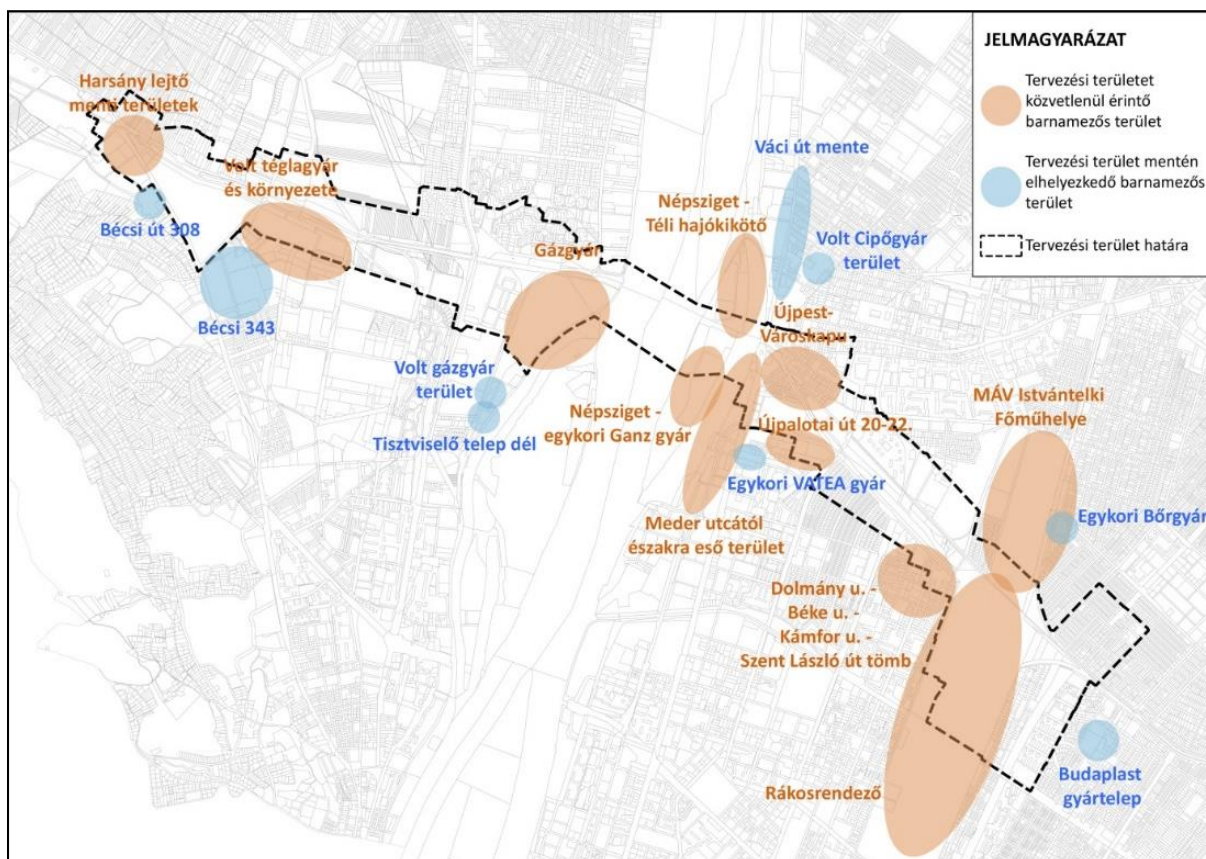 JELMAGYARÁZAT
Tervezési területet
közvetlenül érintő
barnamezős terület
Tervezési terület mentén
elhelyezkedő barnamezős
terület
Tervezési terület határa
Harsány lejtő
menti területek
Volt téglagyár
és környezete
Bécsi út 308
Bécsi 343
Gázgyár
Volt gázgyár
terület
Tisztviselő telep dél
Váci út mente
Népsziget -
Téli hajókikötő
Volt Cipőgyár
terület
Újpest-
Városkapu
Népsziget -
egykori Ganz gyár
Újpalotai út 20-22.
Egykori VATEA gyár
Meder utcától
északra eső terület
MÁV Istvántelki
Főműhelye
Egykori Bőrgyár
Dolmány u. -
Béke u. -
Kámfor u. -
Szent László út tömb
Rákosrendező
Budaplast
gyártelep